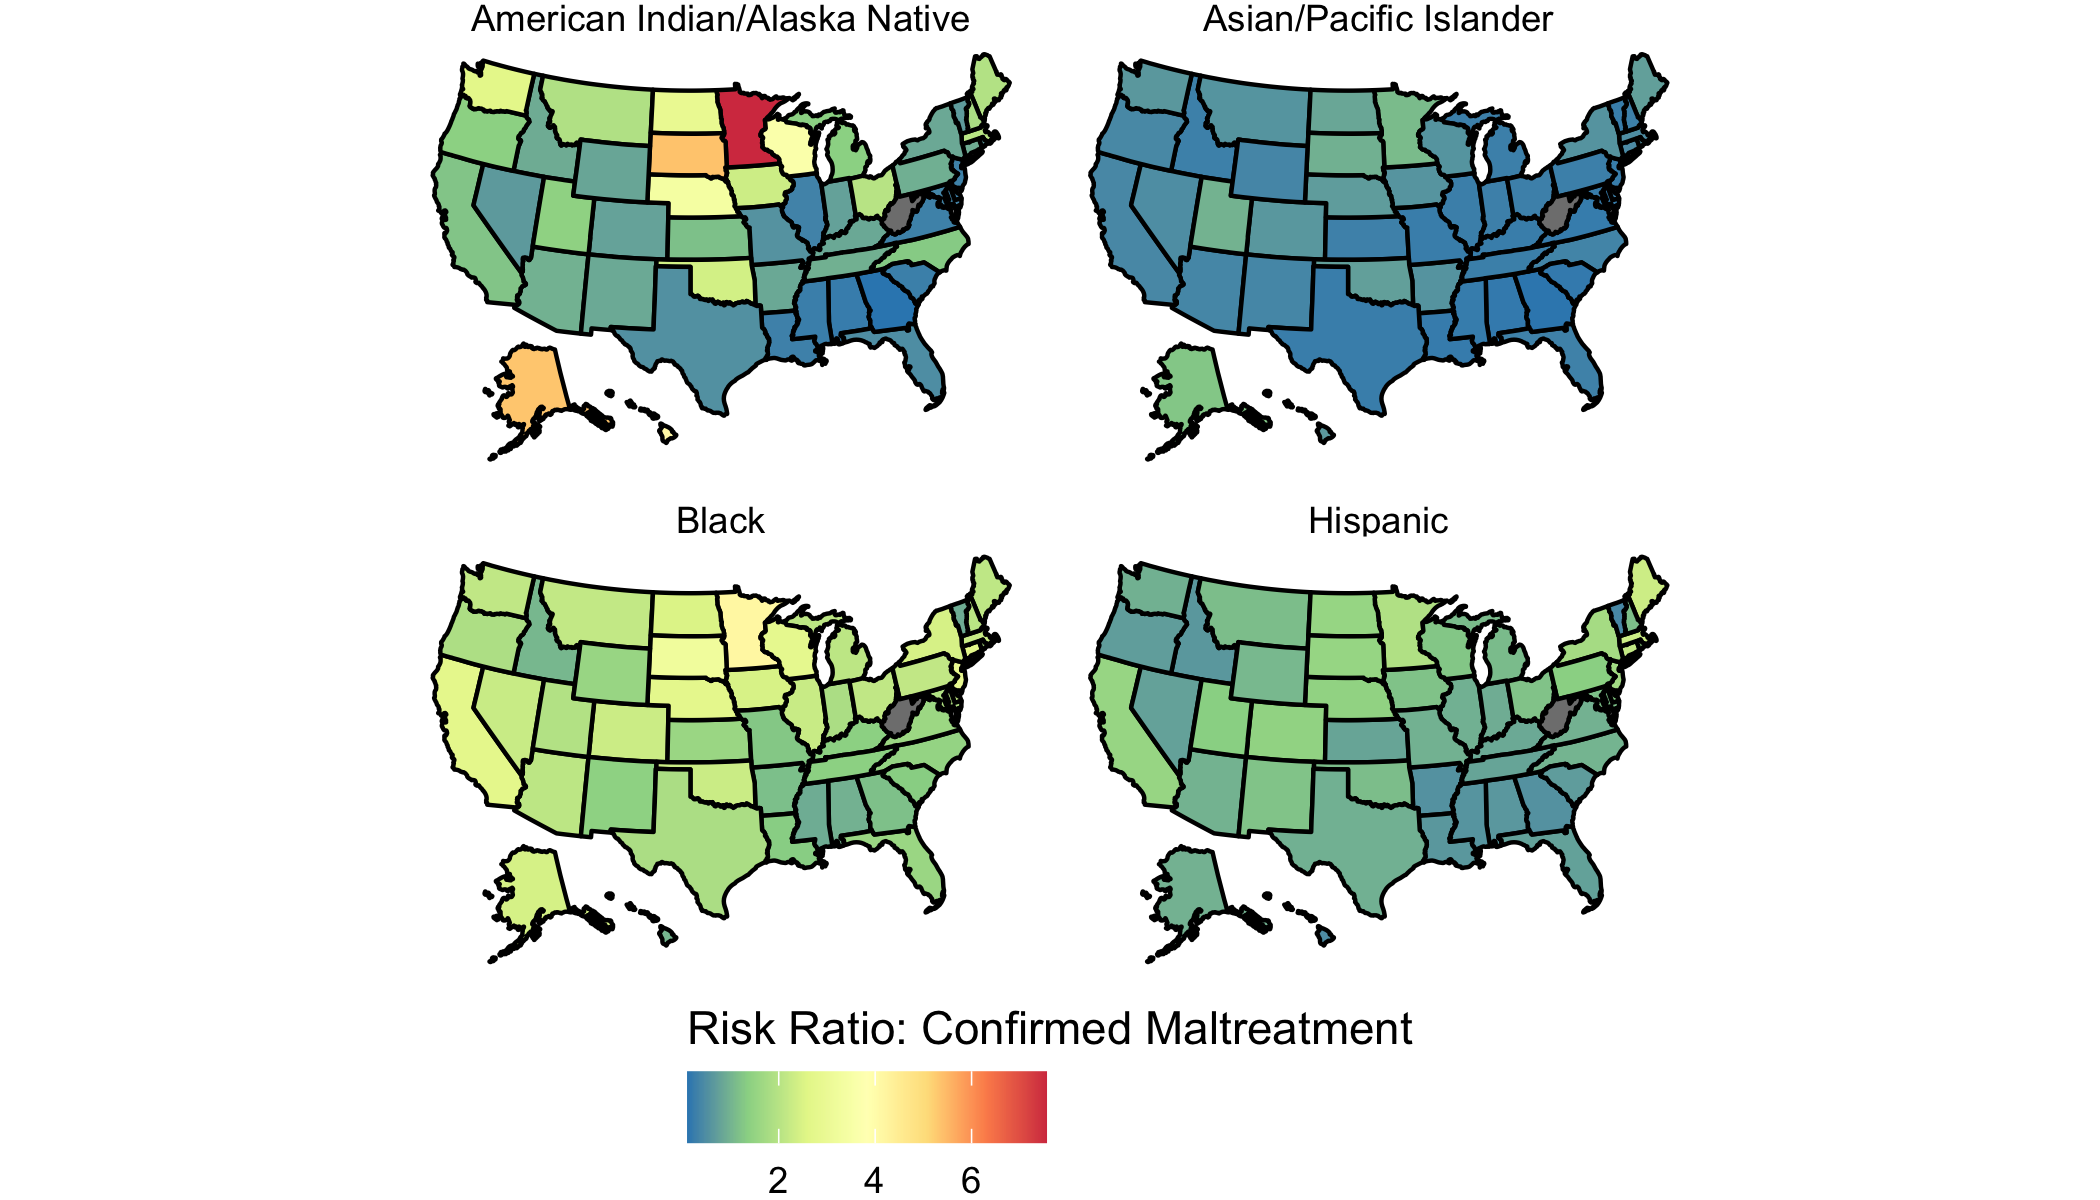 American Indian/Alaska Native
Asian/Pacific Islander
Black
Hispanic
Risk Ratio: Confirmed Maltreatment
2 4 6